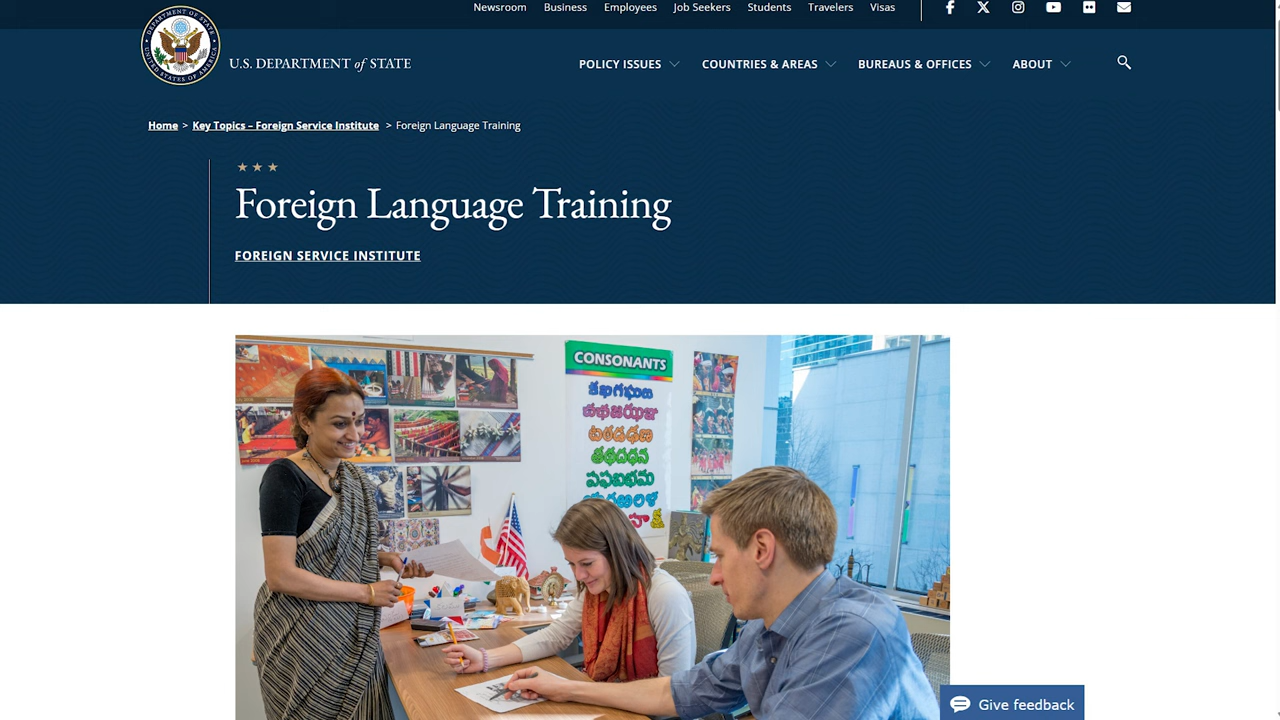 Newsroom Business Employees Job Seekers Students Travelers Visas
U.S. DEPARTMENT of STATE
POLICY ISSUES COUNTRIES & AREAS BUREAUS & OFFICES ABOUT
Home > Key Topics – Foreign Service Institute > Foreign Language Training
Foreign Language Training
FOREIGN SERVICE INSTITUTE
CONSONANTS
Give feedback